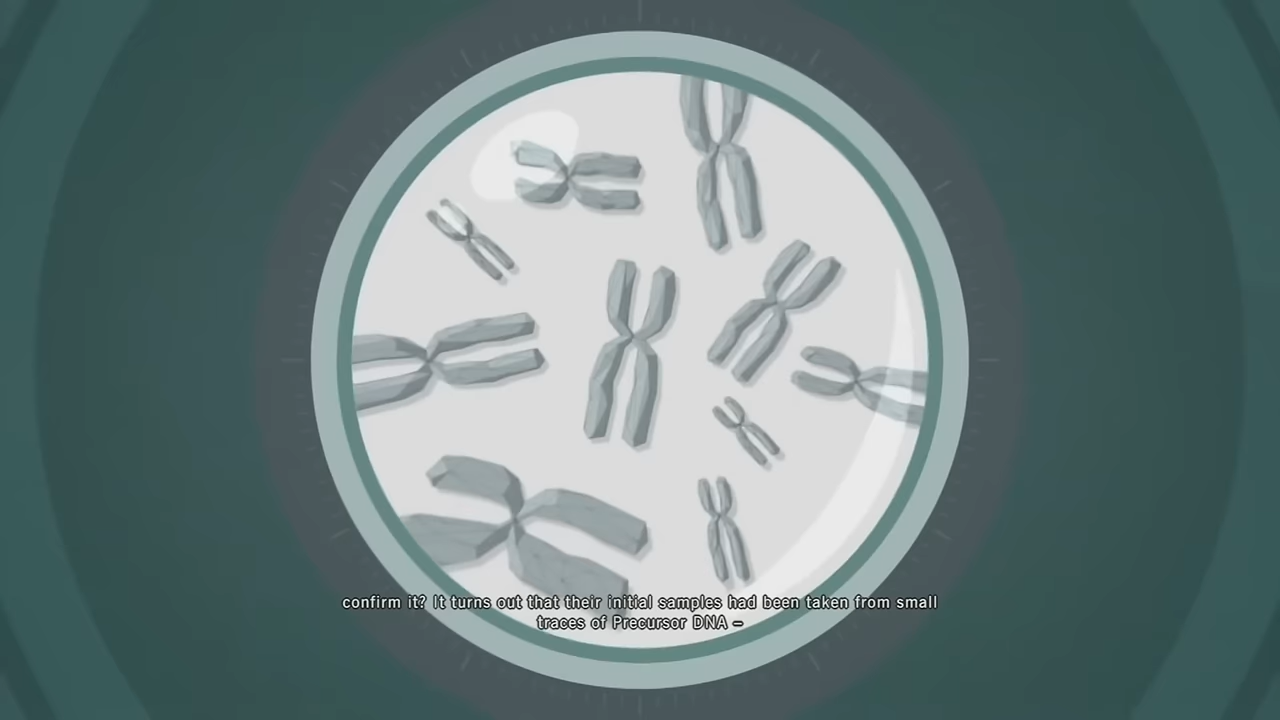 confirm it? It turns out that their initial samples had been taken from small
traces of Precursor DNA –